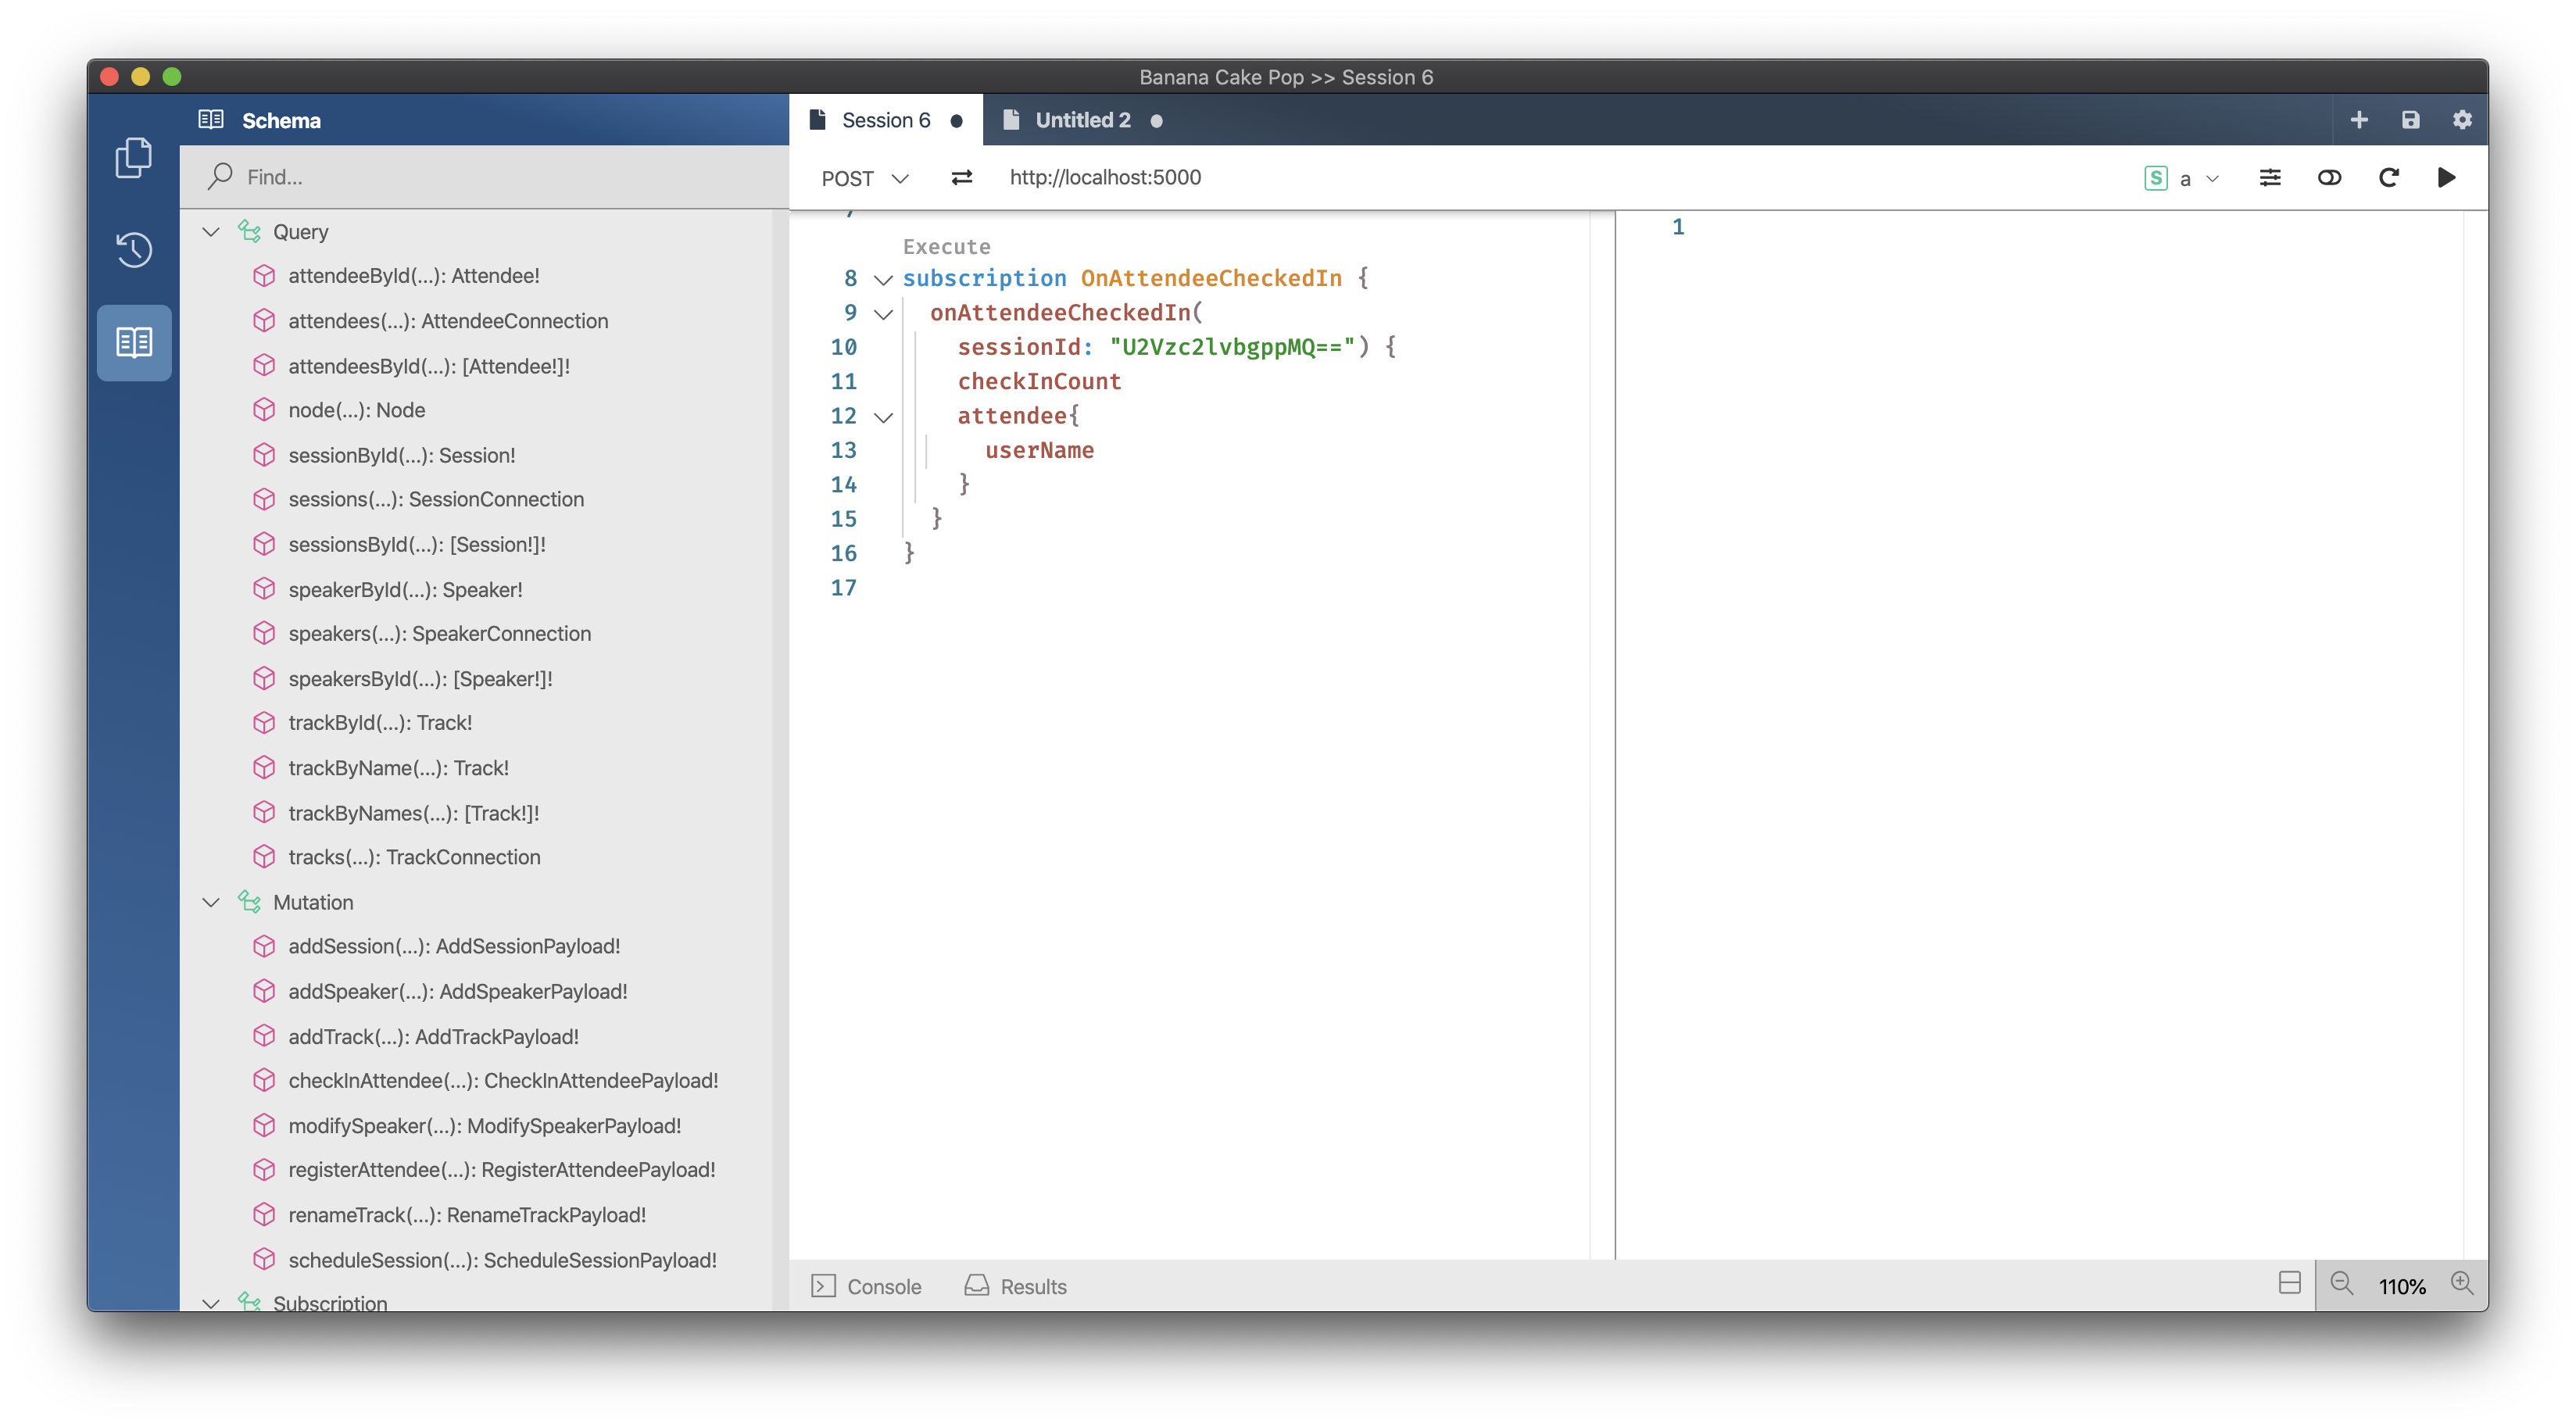 Banana Cake Pop >> Session 6
Schema
Find...
Query
attendeeById(...): Attendee!
attendees(...): AttendeeConnection
attendeesById(...): [Attendee!]!
node(...): Node
sessionById(...): Session!
sessions(...): SessionConnection
sessionsById(...): [Session!]!
speakerById(...): Speaker!
speakers(...): SpeakerConnection
speakersById(...): [Speaker!]!
trackById(...): Track!
trackByName(...): Track!
trackByNames(...): [Track!]!
tracks(...): TrackConnection
Mutation
addSession(...): AddSessionPayload!
addSpeaker(...): AddSpeakerPayload!
addTrack(...): AddTrackPayload!
checkInAttendee(...): CheckInAttendeePayload!
modifySpeaker(...): ModifySpeakerPayload!
registerAttendee(...): RegisterAttendeePayload!
renameTrack(...): RenameTrackPayload!
scheduleSession(...): ScheduleSessionPayload!
Subscription
Session 6
Untitled 2
POST http://localhost:5000 S a
7
Execute
8 subscription OnAttendeeCheckedIn {
9 onAttendeeCheckedIn(
10 sessionId: "U2Vzc2lvbgppMQ==") {
11 checkInCount
12 attendee{
13 userName
14 }
15 }
16 }
17
1
Console Results 110%